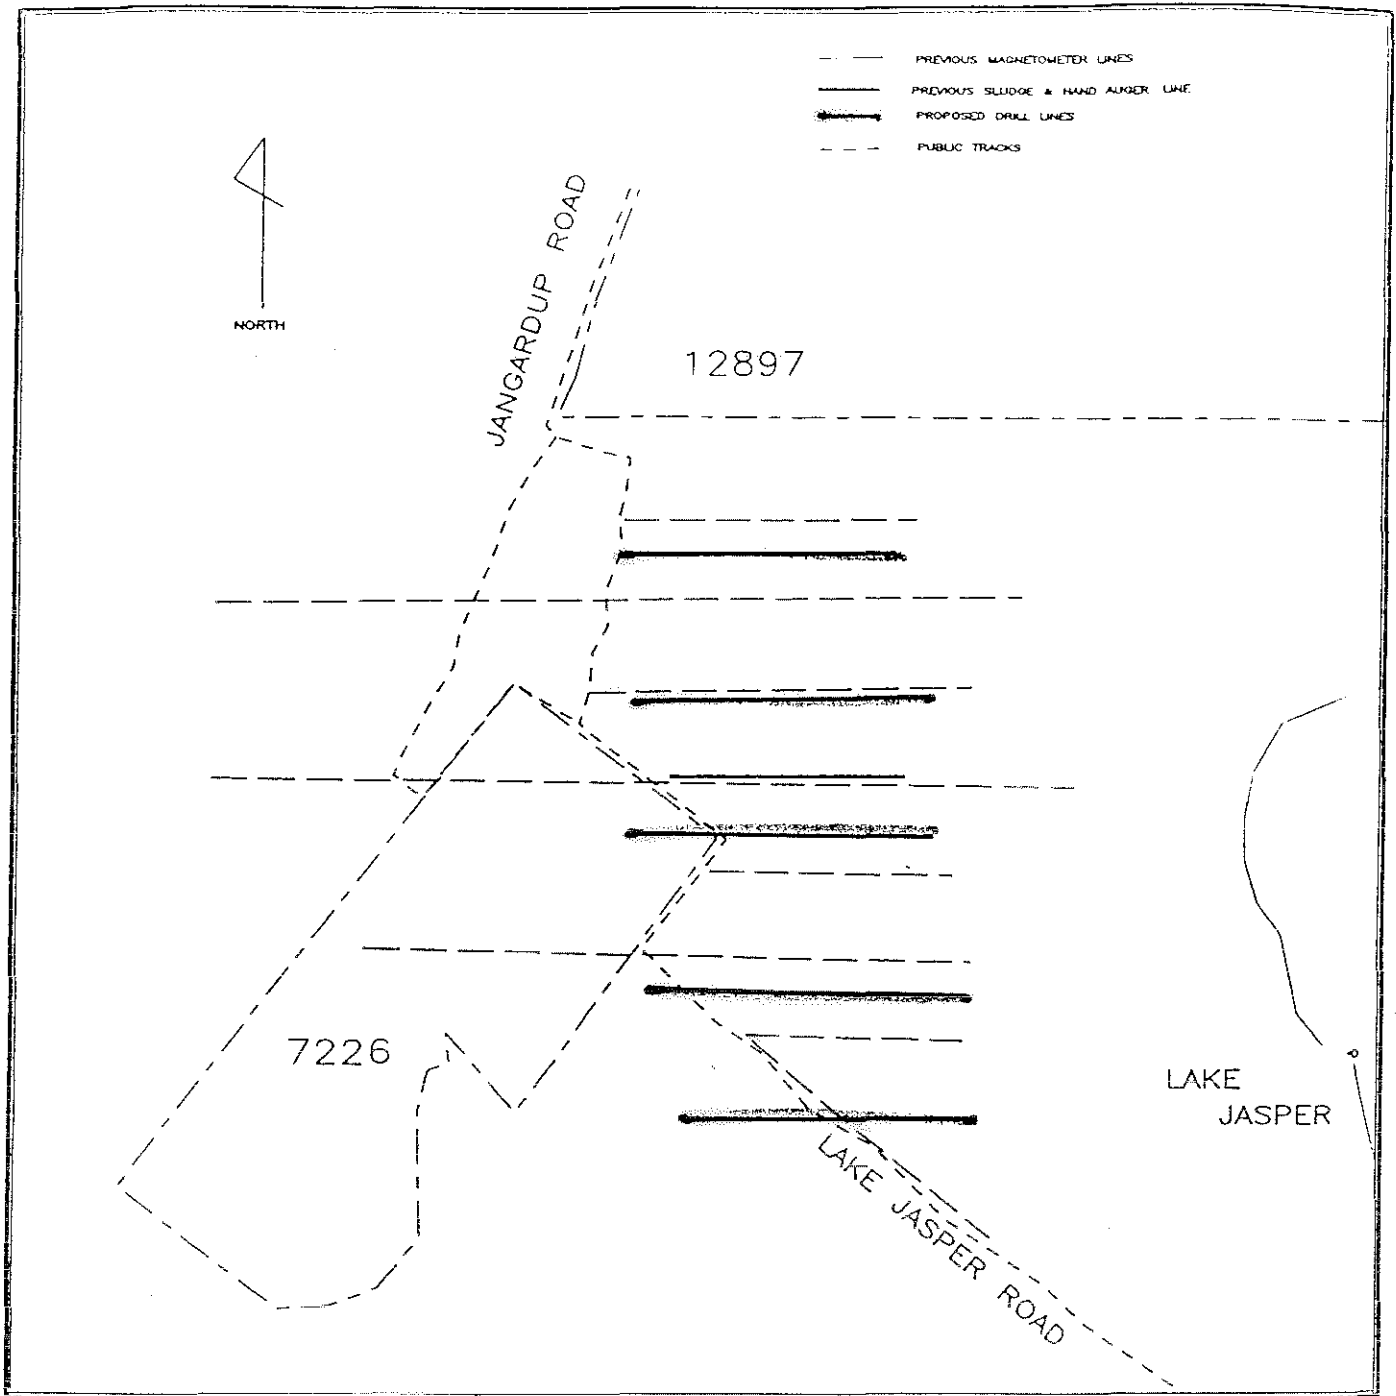 PREVIOUS MAGNETOMETER LINES
PREVIOUS SLUDGE & HAND AUGER LINE
PROPOSED DRILL LINES
PUBLIC TRACKS
NORTH
JANGARDUP ROAD
12897
7226
LAKE
JASPER
LAKE JASPER ROAD